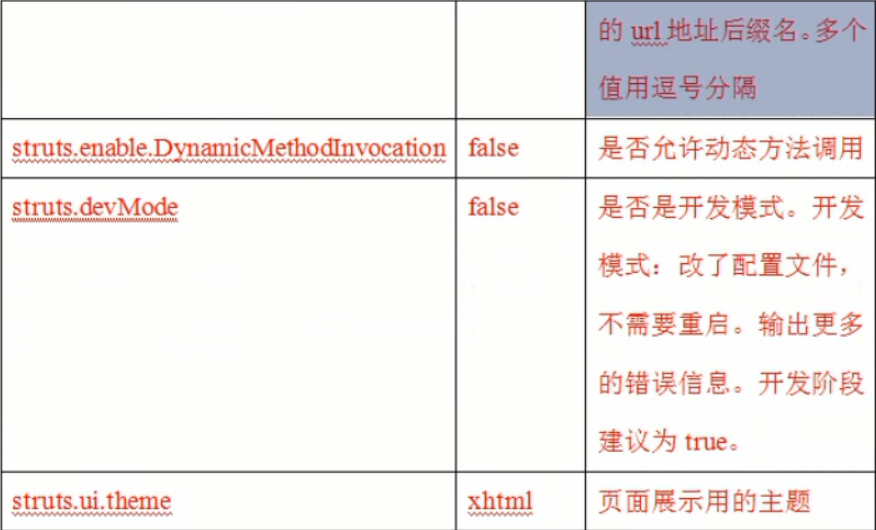 的 url 地址后缀名。多个
值用逗号分隔
struts.enable.DynamicMethodInvocation false 是否允许动态方法调用
struts.devMode false 是否是开发模式。开发
模式：改了配置文件，
不需要重启。输出更多
的错误信息。开发阶段
建议为 true。
struts.ui.theme xhtml 页面展示用的主题